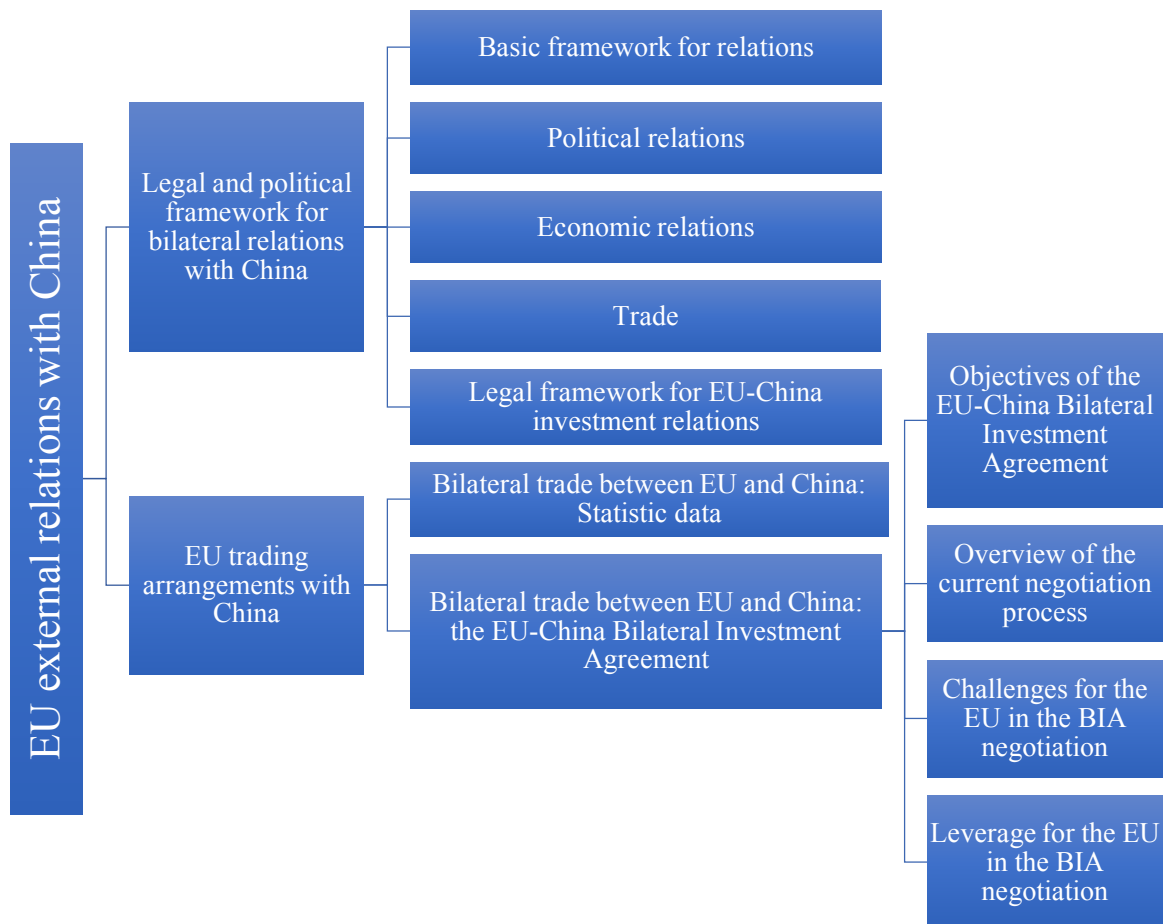 EU external relations with China
Legal and political
framework for
bilateral relations
with China
Basic framework for relations
Political relations
Economic relations
Trade
Legal framework for EU-China
investment relations
EU trading
arrangements with
China
Bilateral trade between EU and China:
Statistic data
Bilateral trade between EU and China:
the EU-China Bilateral Investment
Agreement
Objectives of the
EU-China Bilateral
Investment
Agreement
Overview of the
current negotiation
process
Challenges for the
EU in the BIA
negotiation
Leverage for the EU
in the BIA
negotiation